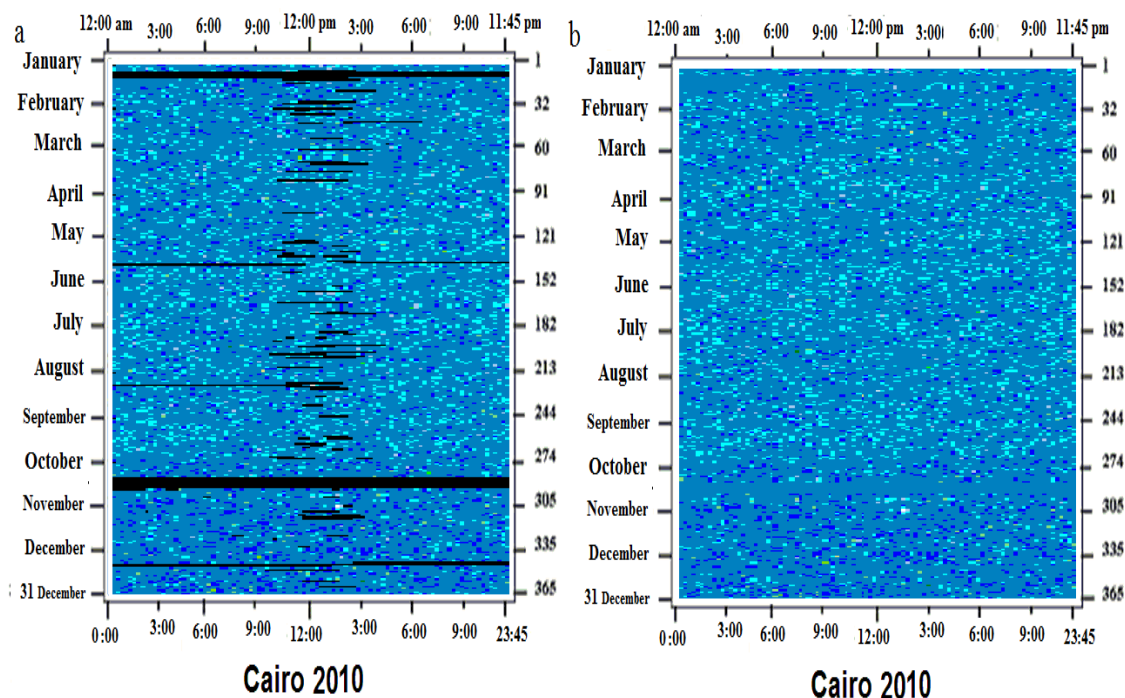 a
12:00 am 3:00 6:00 9:00 12:00 pm 3:00 6:00 9:00 11:45 pm
January 1
February 32
March 60
April 91
May 121
June 152
July 182
August 213
September 244
October 274
November 305
December 335
31 December 365
0:00 3:00 6:00 9:00 12:00 3:00 6:00 9:00 23:45
Cairo 2010
b
12:00 am 3:00 6:00 9:00 12:00 pm 3:00 6:00 9:00 11:45 pm
January 1
February 32
March 60
April 91
May 121
June 152
July 182
August 213
September 244
October 274
November 305
December 335
31 December 365
0:00 3:00 6:00 9:00 12:00 3:00 6:00 9:00 23:45
Cairo 2010